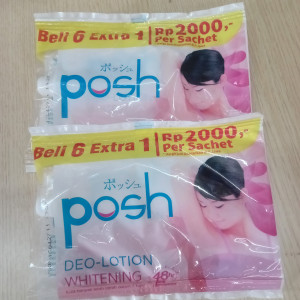 Beli 6 Extra 1
Rp 2000,-
Per Sachet
ポッシュ
posh
Beli 6 Extra 1
Rp 2000,-
Per Sachet
ポッシュ
posh
DEO-LOTION
WHITENING
48h